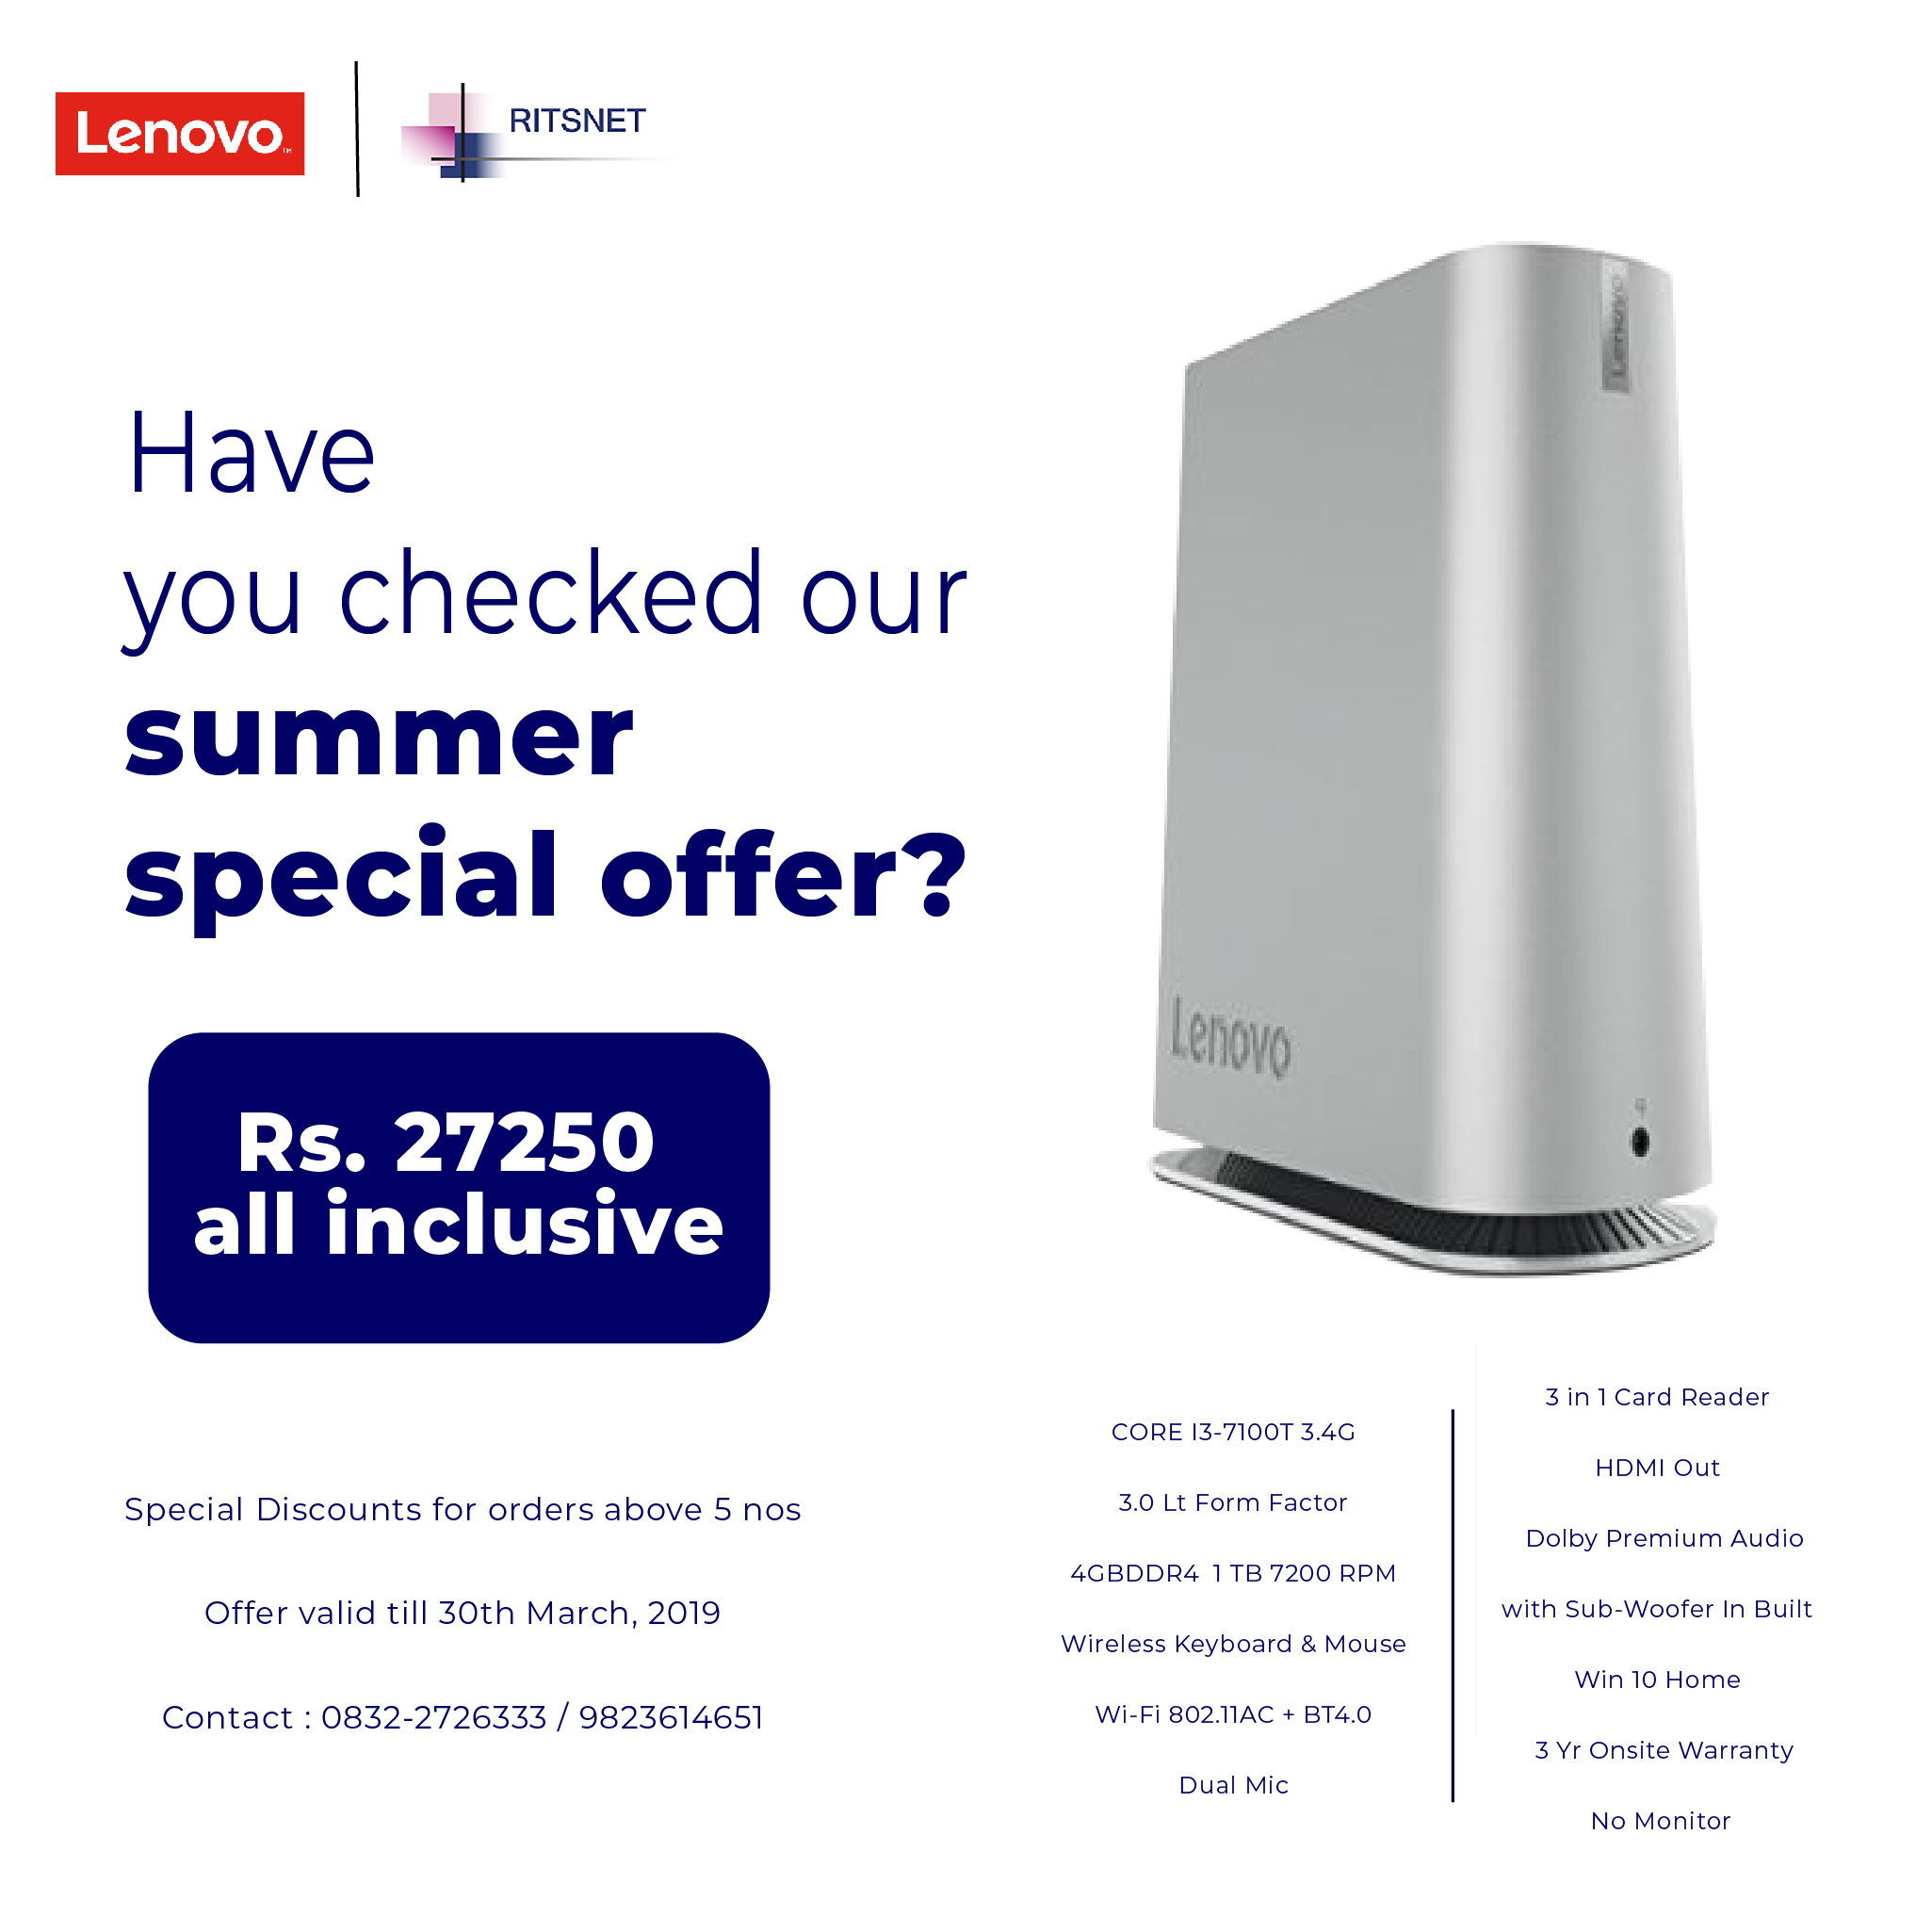 Lenovo™
RITSNET
Have
you checked our
summer
special offer?
Rs. 27250
all inclusive
Special Discounts for orders above 5 nos
Offer valid till 30th March, 2019
Contact : 0832-2726333 / 9823614651
Lenovo
Lenovo
CORE I3-7100T 3.4G
3.0 Lt Form Factor
4GBDDR4  1 TB 7200 RPM
Wireless Keyboard & Mouse
Wi-Fi 802.11AC + BT4.0
Dual Mic
3 in 1 Card Reader
HDMI Out
Dolby Premium Audio
with Sub-Woofer In Built
Win 10 Home
3 Yr Onsite Warranty
No Monitor